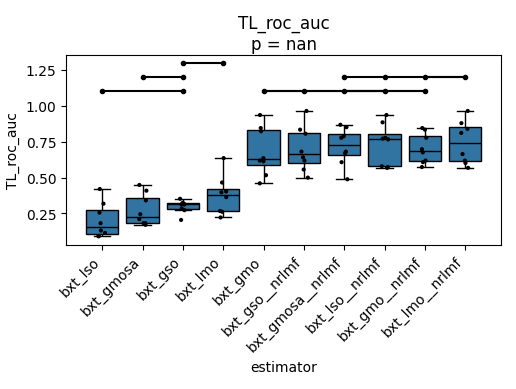 TL_roc_auc
p = nan
1.25
1.00
0.75
0.50
0.25
TL_roc_auc
bxt_lso
bxt_gmosa
bxt_gso
bxt_lmo
bxt_gmo
bxt_gso__nrlmf
bxt_gmosa__nrlmf
bxt_lso__nrlmf
bxt_gmo__nrlmf
bxt_lmo__nrlmf
estimator